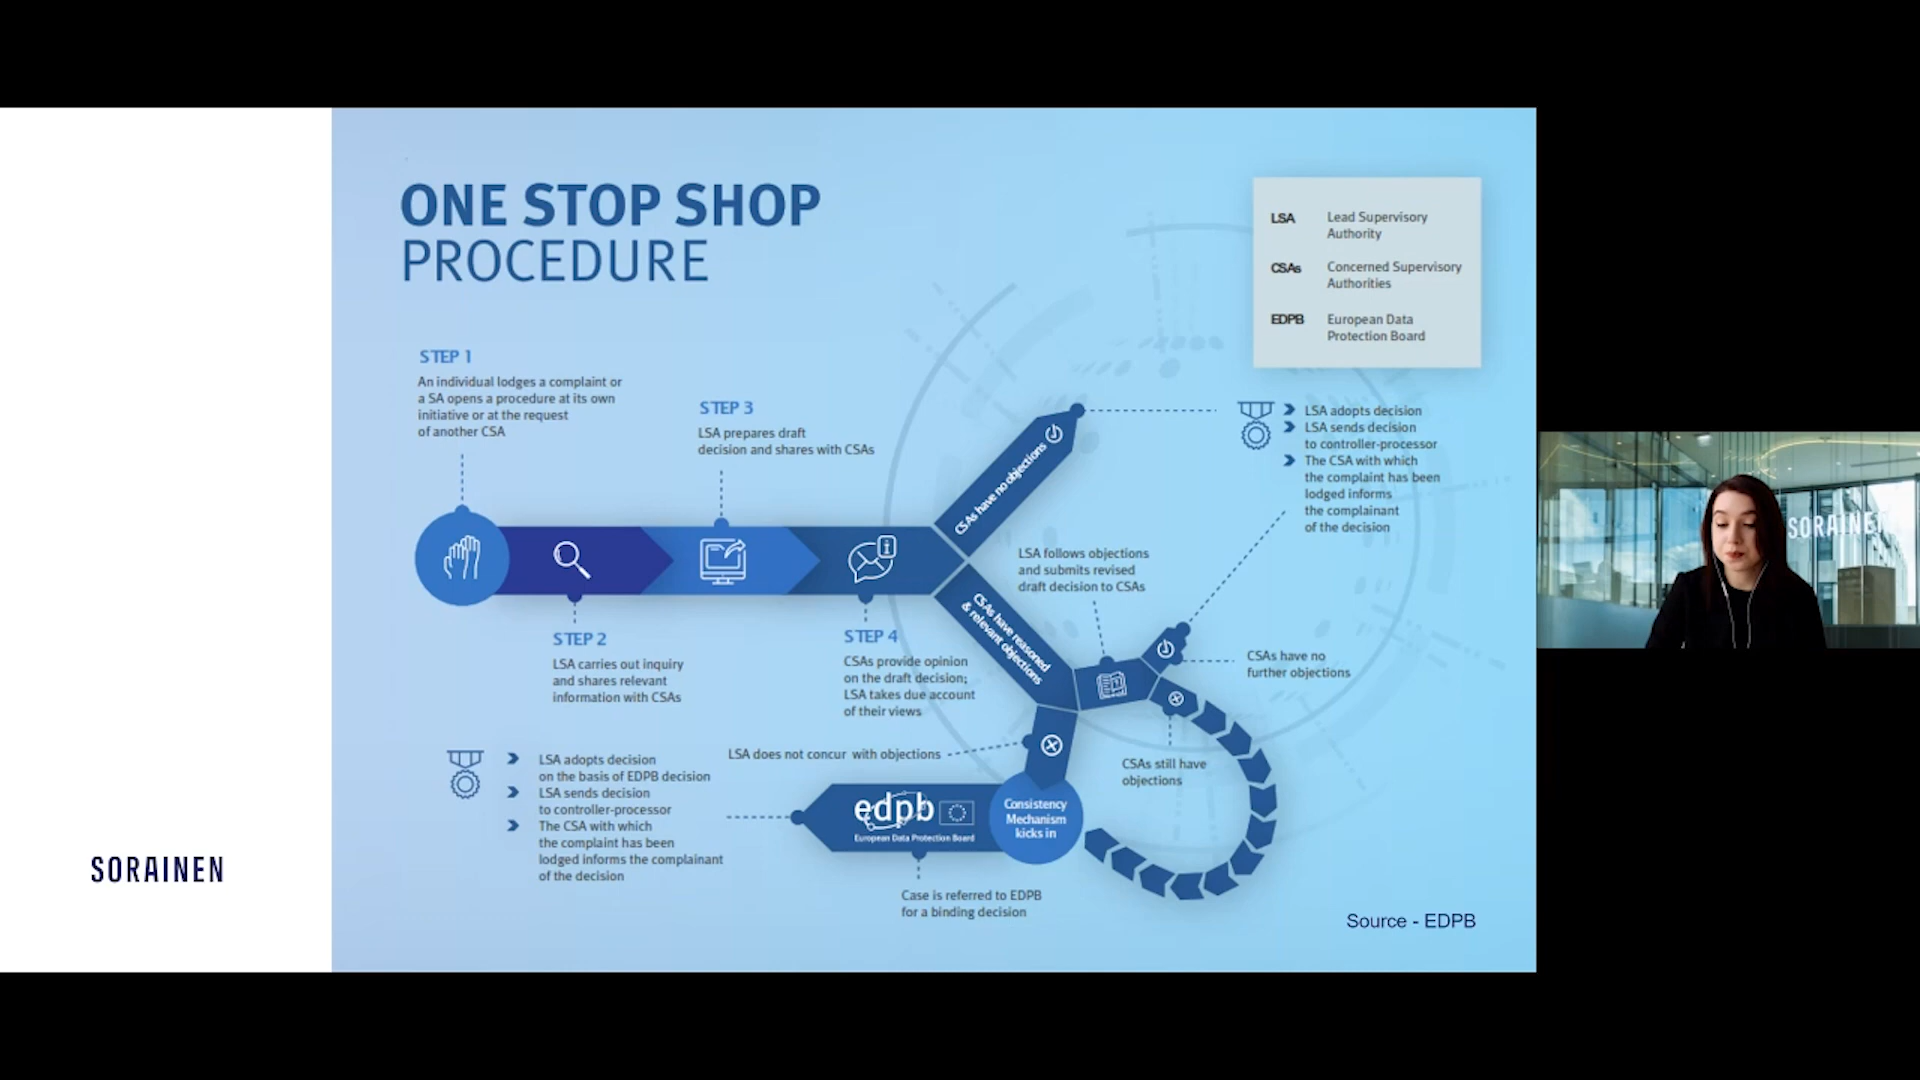 ONE STOP SHOP
PROCEDURE
LSA Lead Supervisory
Authority
CSAs Concerned Supervisory
Authorities
EDPB European Data
Protection Board
STEP 1
An individual lodges a complaint or
a SA opens a procedure at its own
initiative or at the request
of another CSA
STEP 3
LSA prepares draft
decision and shares with CSAs
CSAs have no objections
LSA adopts decision
LSA sends decision
to controller-processor
The CSA with which
the complaint has been
lodged informs
the complainant
of the decision
STEP 2
LSA carries out inquiry
and shares relevant
information with CSAs
STEP 4
CSAs provide opinion
on the draft decision;
LSA takes due account
of their views
CSAs have reasoned
& relevant objections
LSA follows objections
and submits revised
draft decision to CSAs
CSAs have no
further objections
CSAs still have
objections
LSA does not concur with objections
Consistency
Mechanism
kicks in
edpb
European Data Protection Board
Case is referred to EDPB
for a binding decision
LSA adopts decision
on the basis of EDPB decision
LSA sends decision
to controller-processor
The CSA with which
the complaint has been
lodged informs the complainant
of the decision
Source - EDPB
SORAINEN
SORAINEN